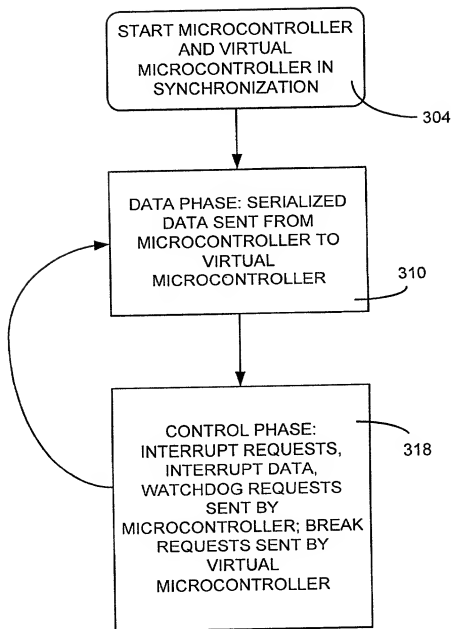 START MICROCONTROLLER
AND VIRTUAL
MICROCONTROLLER IN
SYNCHRONIZATION
304
DATA PHASE: SERIALIZED
DATA SENT FROM
MICROCONTROLLER TO
VIRTUAL
MICROCONTROLLER
310
CONTROL PHASE:
INTERRUPT REQUESTS,
INTERRUPT DATA,
WATCHDOG REQUESTS
SENT BY
MICROCONTROLLER; BREAK
REQUESTS SENT BY
VIRTUAL
MICROCONTROLLER
318